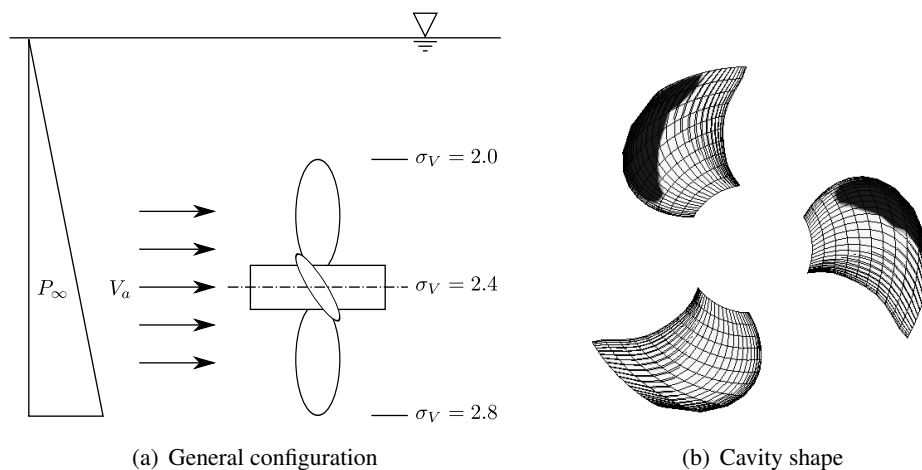 σ_V = 2.0
P_∞
V_a
σ_V = 2.4
σ_V = 2.8
(a) General configuration
(b) Cavity shape